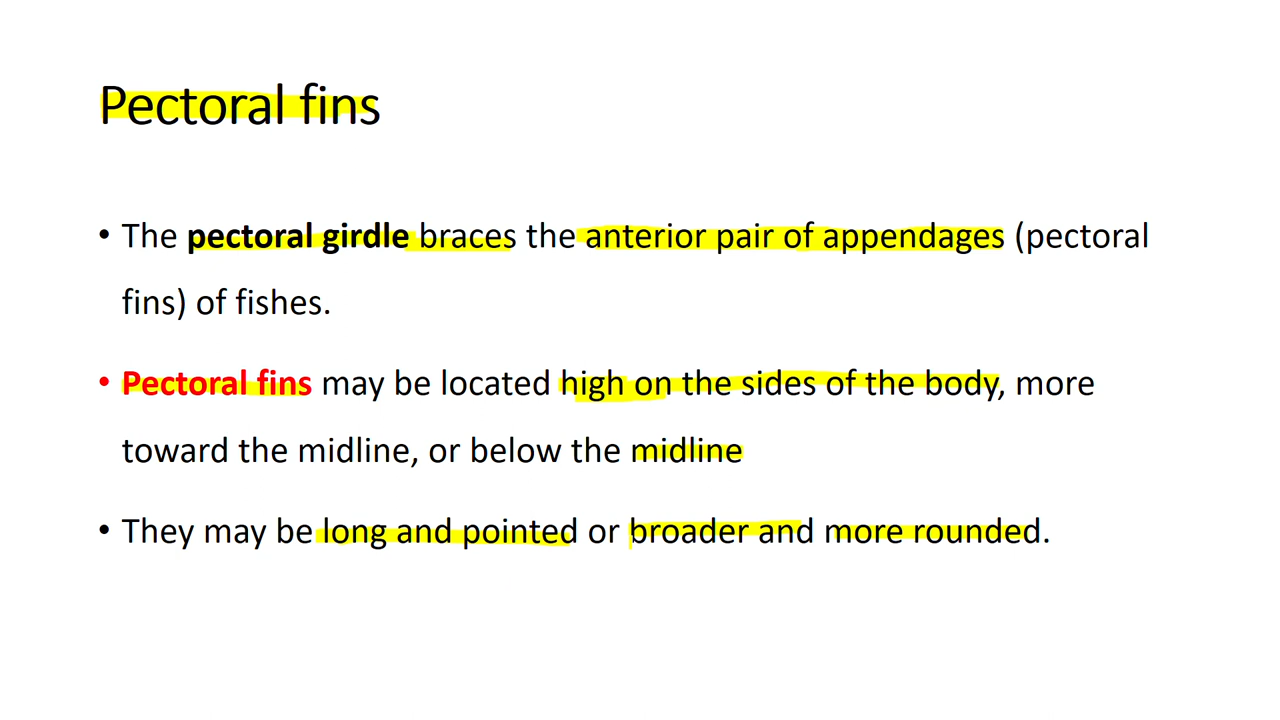 Pectoral fins
• The pectoral girdle braces the anterior pair of appendages (pectoral
fins) of fishes.
• Pectoral fins may be located high on the sides of the body, more
toward the midline, or below the midline
• They may be long and pointed or broader and more rounded.